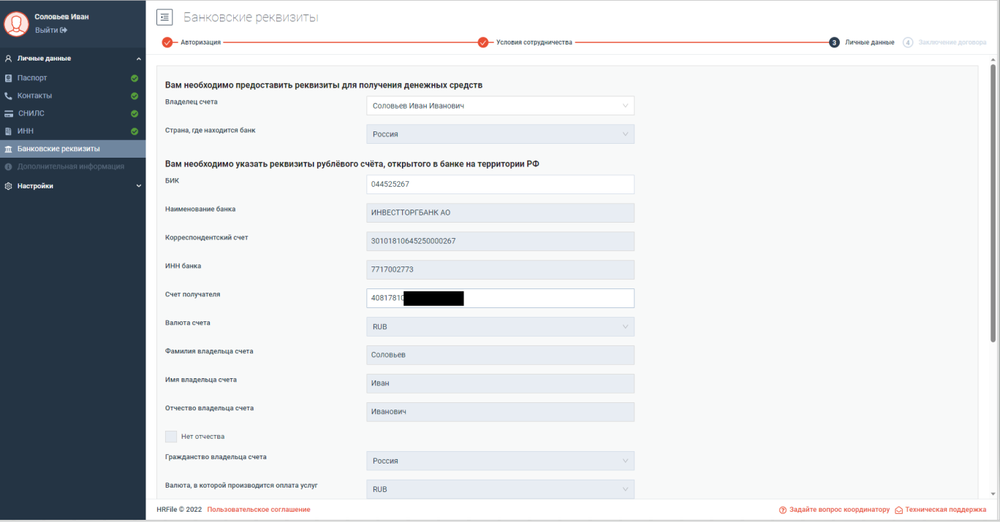 Соловьев Иван
Выйти
Банковские реквизиты
Авторизация
Условия сотрудничества
3 Личные данные
4 Заключение договора
Личные данные
Паспорт
Контакты
СНИЛС
ИНН
Банковские реквизиты
Дополнительная информация
Настройки
Вам необходимо предоставить реквизиты для получения денежных средств
Владелец счета
Соловьев Иван Иванович
Страна, где находится банк
Россия
Вам необходимо указать реквизиты рублёвого счёта, открытого в банке на территории РФ
БИК
044525267
Наименование банка
ИНВЕСТТОРГБАНК АО
Корреспондентский счет
30101810645250000267
ИНН банка
7717002773
Счет получателя
40817810
Валюта счета
RUB
Фамилия владельца счета
Соловьев
Имя владельца счета
Иван
Отчество владельца счета
Иванович
Нет отчества
Гражданство владельца счета
Россия
Валюта, в которой производится оплата услуг
RUB
HRFile © 2022 Пользовательское соглашение
Задайте вопрос координатору
Техническая поддержка